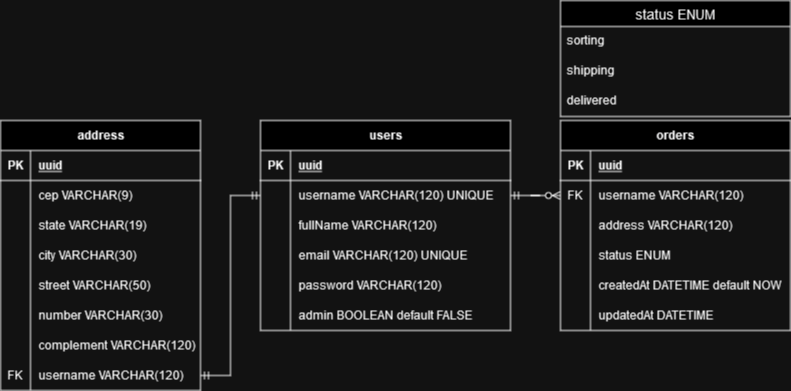 status ENUM
sorting
shipping
delivered
address
PK uuid
cep VARCHAR(9)
state VARCHAR(19)
city VARCHAR(30)
street VARCHAR(50)
number VARCHAR(30)
complement VARCHAR(120)
FK username VARCHAR(120)
users
PK uuid
username VARCHAR(120) UNIQUE
fullName VARCHAR(120)
email VARCHAR(120) UNIQUE
password VARCHAR(120)
admin BOOLEAN default FALSE
orders
PK uuid
FK username VARCHAR(120)
address VARCHAR(120)
status ENUM
createdAt DATETIME default NOW
updatedAt DATETIME